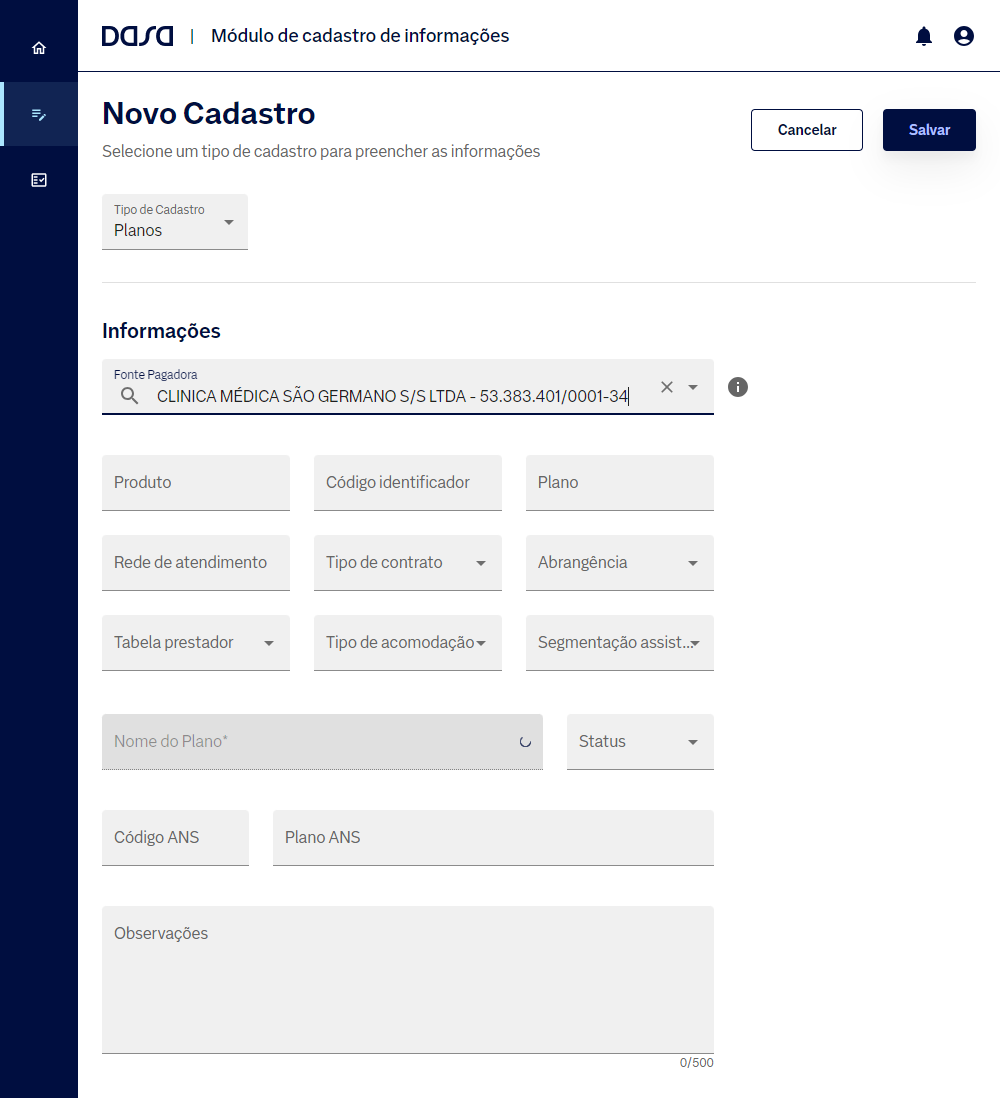 DASA | Módulo de cadastro de informações
Novo Cadastro
Cancelar
Salvar
Selecione um tipo de cadastro para preencher as informações
Tipo de Cadastro
Planos
Informações
Fonte Pagadora
CLINICA MÉDICA SÃO GERMANO S/S LTDA - 53.383.401/0001-34
Produto
Código identificador
Plano
Rede de atendimento
Tipo de contrato
Abrangência
Tabela prestador
Tipo de acomodação
Segmentação assist...
Nome do Plano*
Status
Código ANS
Plano ANS
Observações
0/500